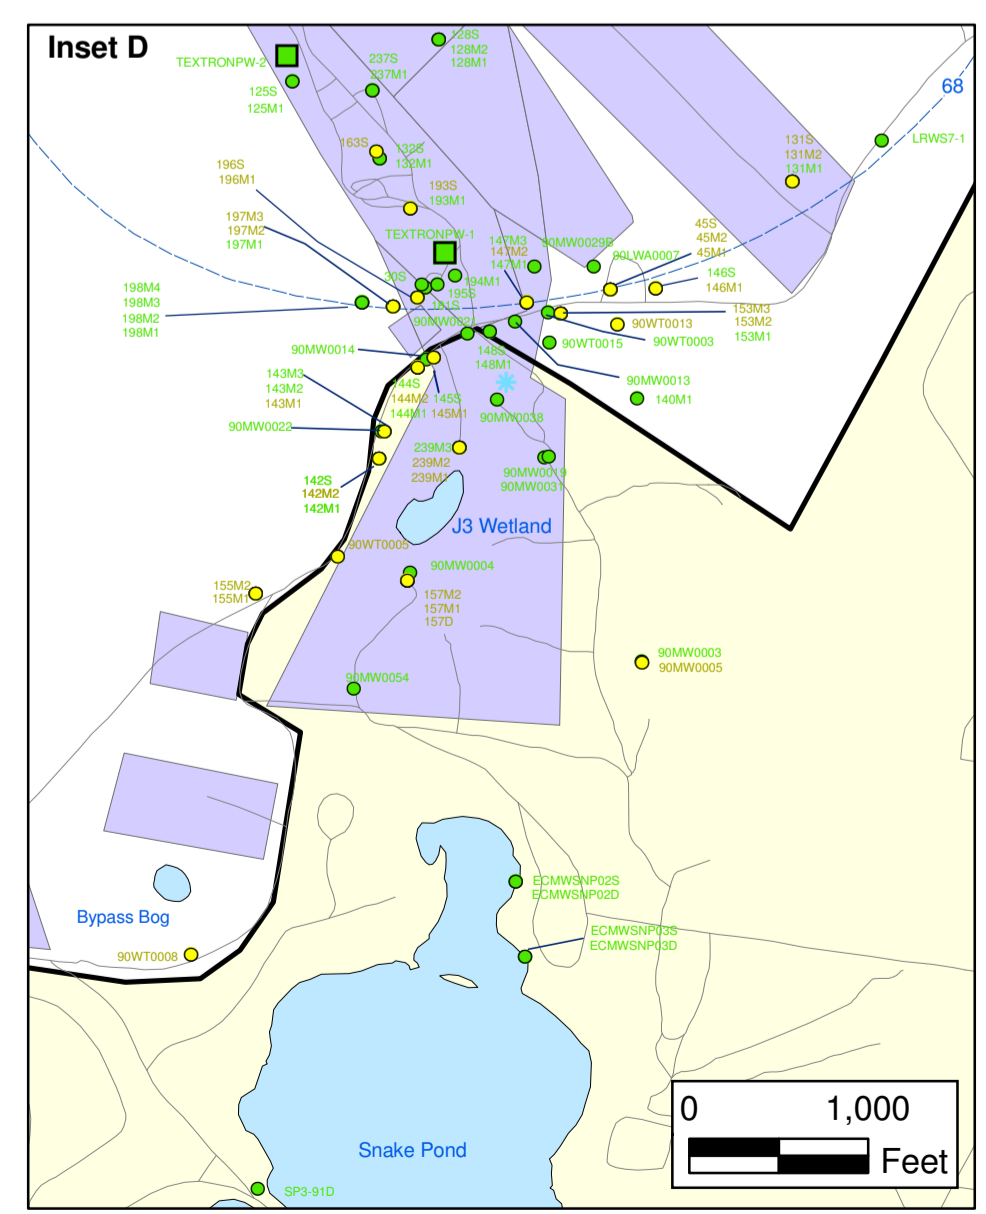 Inset D
TEXTRONPW-2
128S
128M2
128M1
237S
237M1
125S
125M1
68
LRWS7-1
163S
132S
132M1
131S
131M2
131M1
196S
196M1
193S
193M1
197M3
197M2
197M1
TEXTRONPW-1
147M3
147M2
147M1
90MW0029B
90LWA0007
45S
45M2
45M1
146S
146M1
30S
194M1
195S
191S
198M4
198M3
198M2
198M1
90MW0021
153M3
153M2
153M1
90WT0013
90WT0003
90WT0015
90MW0014
148S
148M1
90MW0013
140M1
143M3
143M2
143M1
144S
144M2
144M1
145S
145M1
90MW0038
90MW0022
239M3
239M2
239M1
90MW0019
90MW0031
142S
142M2
142M1
J3 Wetland
90WT0005
90MW0004
155M2
155M1
157M2
157M1
157D
90MW0003
90MW0005
90MW0054
ECMWSNP02S
ECMWSNP02D
Bypass Bog
ECMWSNP03S
ECMWSNP03D
90WT0008
0 1,000
Feet
Snake Pond
SP3-91D